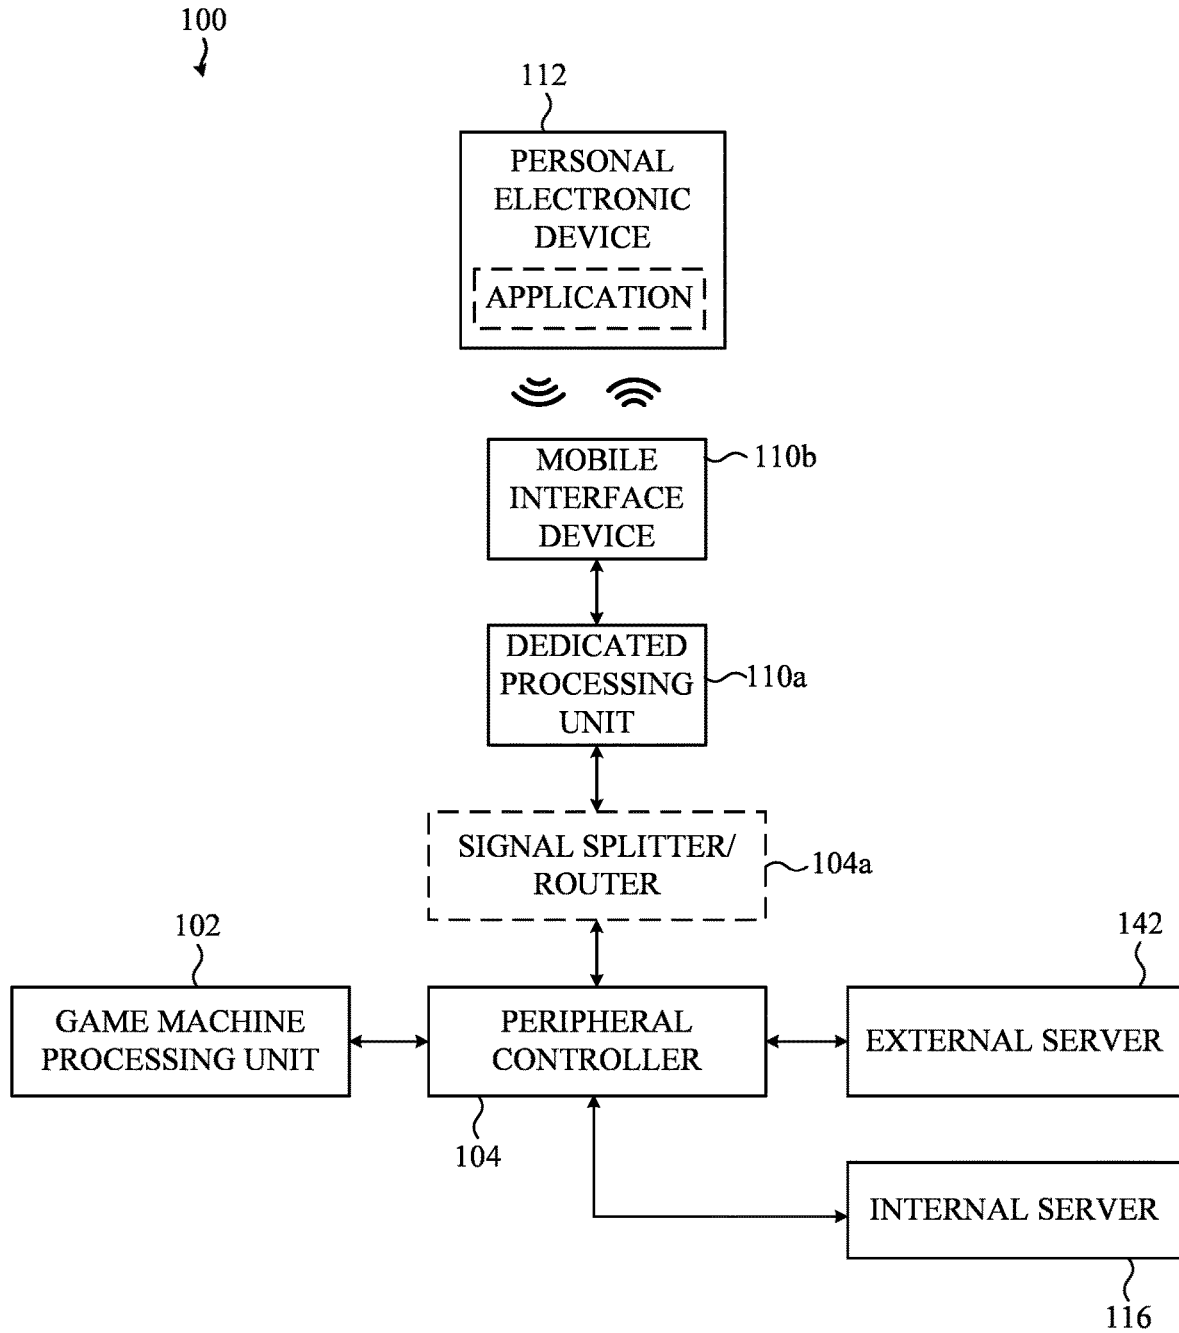 100
112
PERSONAL
ELECTRONIC
DEVICE
APPLICATION
MOBILE
INTERFACE
DEVICE
110b
DEDICATED
PROCESSING
UNIT
110a
SIGNAL SPLITTER/
ROUTER
104a
102
142
GAME MACHINE
PROCESSING UNIT
PERIPHERAL
CONTROLLER
EXTERNAL SERVER
104
INTERNAL SERVER
116